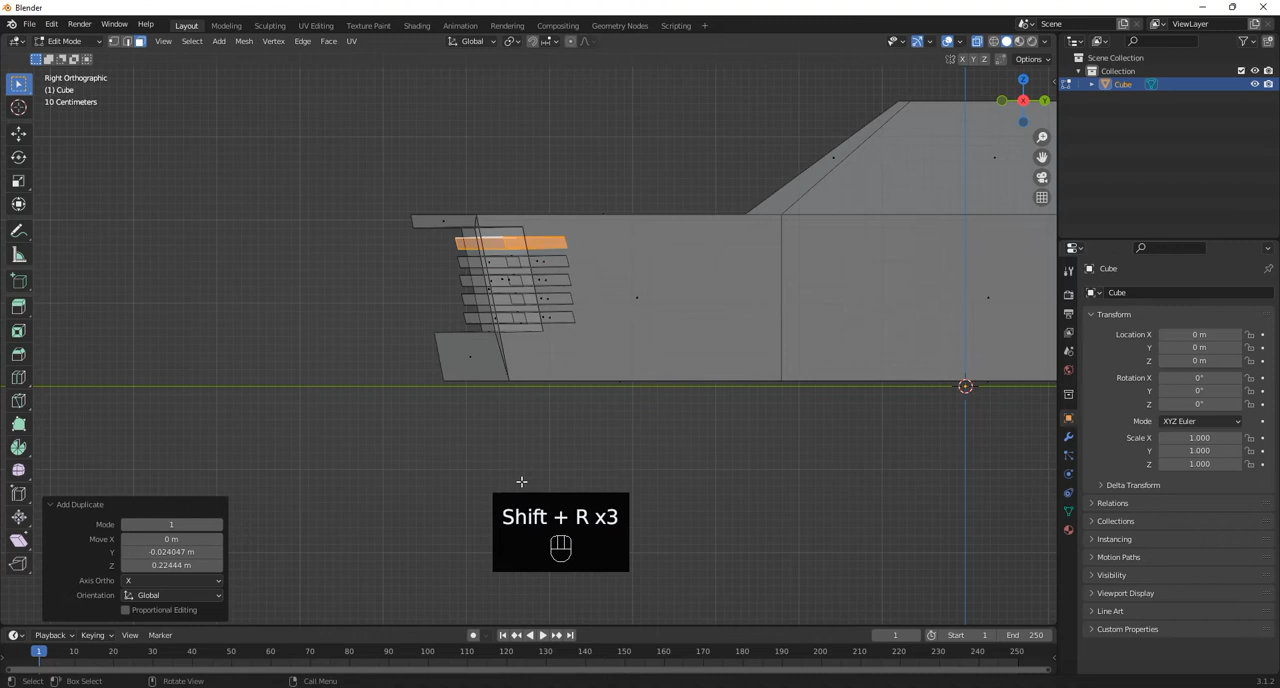 Blender
File Edit Render Window Help Layout Modeling Sculpting UV Editing Texture Paint Shading Animation Rendering Compositing Geometry Nodes Scripting + Scene ViewLayer
Edit Mode View Select Add Mesh Vertex Edge Face UV Global
X Y Z Options
Right Orthographic
(1) Cube
10 Centimeters
Z
X
Y
Scene Collection
Collection
Cube
Cube
Cube
Transform
Location X 0 m
Y 0 m
Z 0 m
Rotation X 0°
Y 0°
Z 0°
Mode XYZ Euler
Scale X 1.000
Y 1.000
Z 1.000
Delta Transform
Relations
Collections
Instancing
Motion Paths
Visibility
Viewport Display
Line Art
Custom Properties
Shift + R x3
Add Duplicate
Mode 1
Move X 0 m
Y -0.024047 m
Z 0.22444 m
Axis Ortho X
Orientation Global
Proportional Editing
Playback Keying View Marker 1 Start 1 End 250
1 10 20 30 40 50 60 70 80 90 100 110 120 130 140 150 160 170 180 190 200 210 220 230 240 250
Select Box Select Rotate View Call Menu 3.1.2